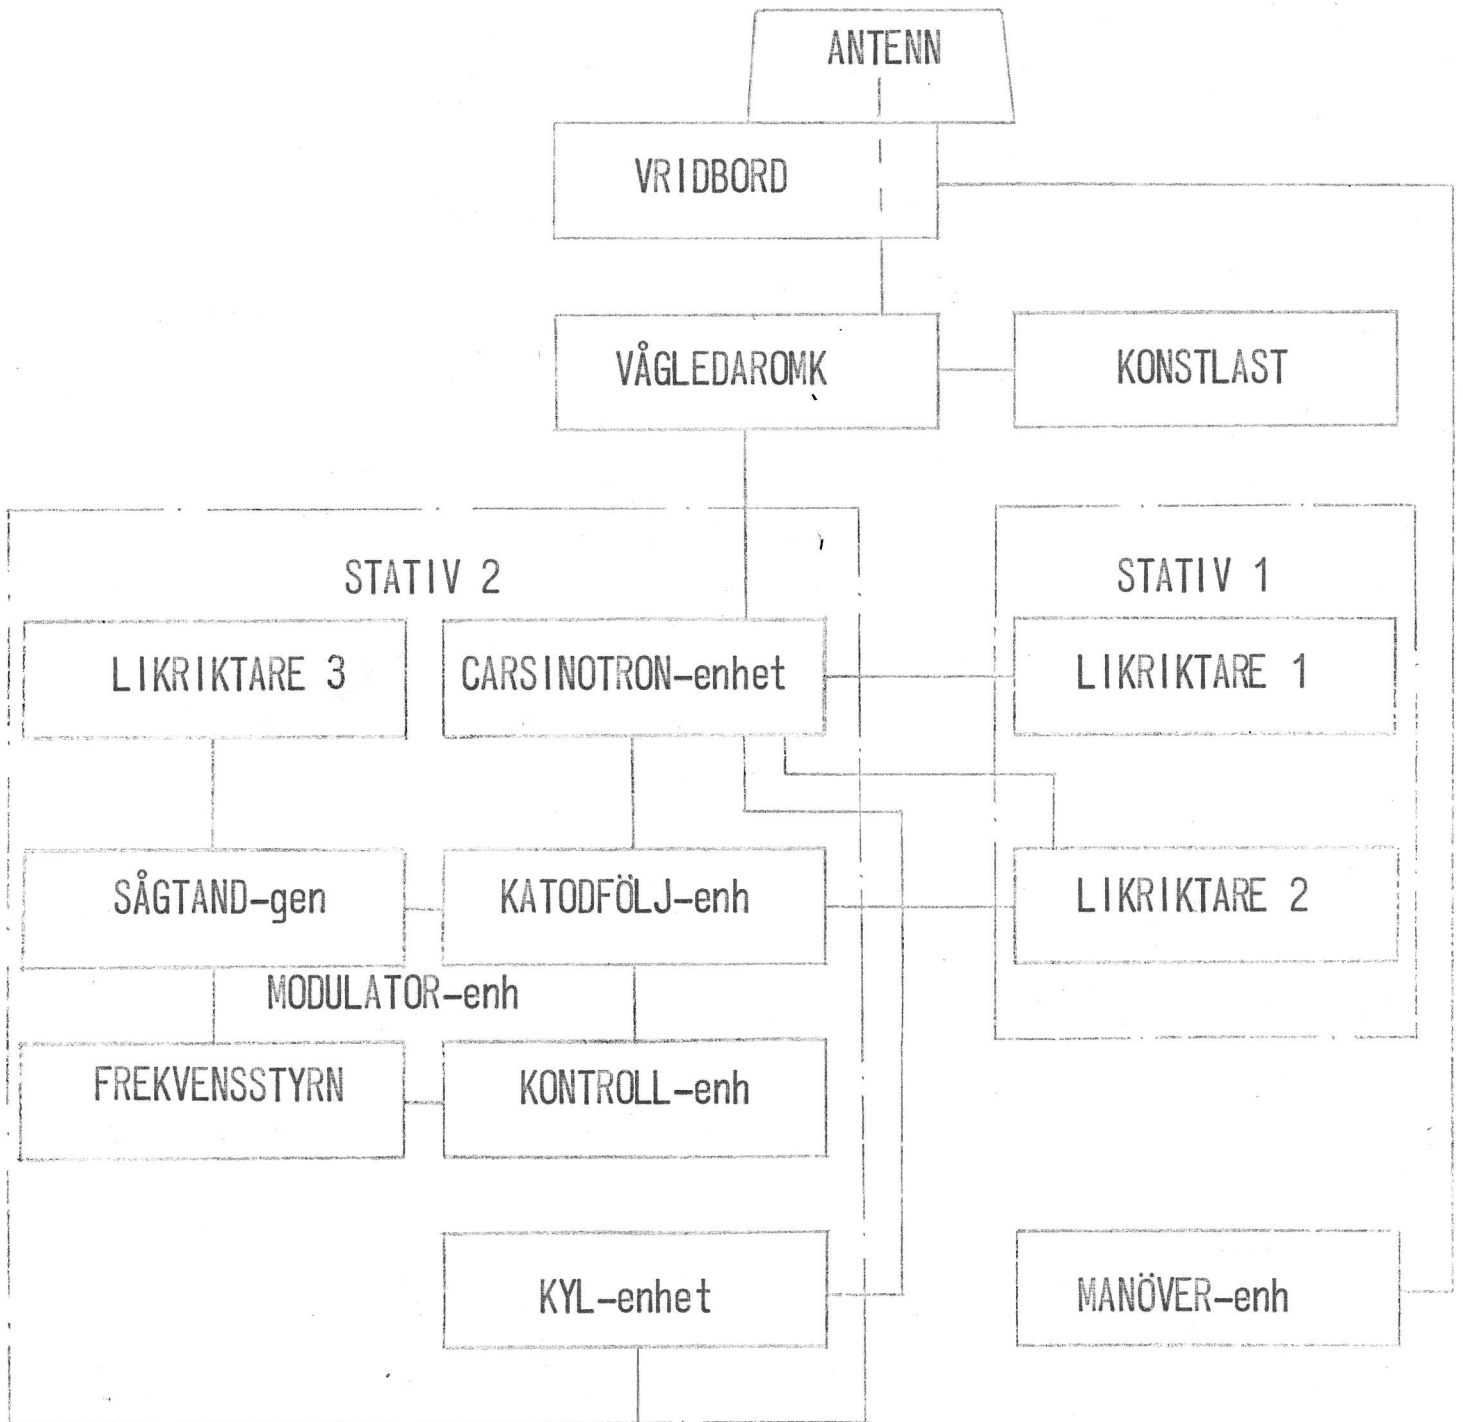 ANTENN
VRIDBORD
VÅGLEDAROMK
KONSTLAST
STATIV 2
STATIV 1
LIKRIKTARE 3
CARSINOTRON-enhet
LIKRIKTARE 1
SÅGTAND-gen
KATODFÖLJ-enh
LIKRIKTARE 2
MODULATOR-enh
FREKVENSSTYRN
KONTROLL-enh
KYL-enhet
MANÖVER-enh